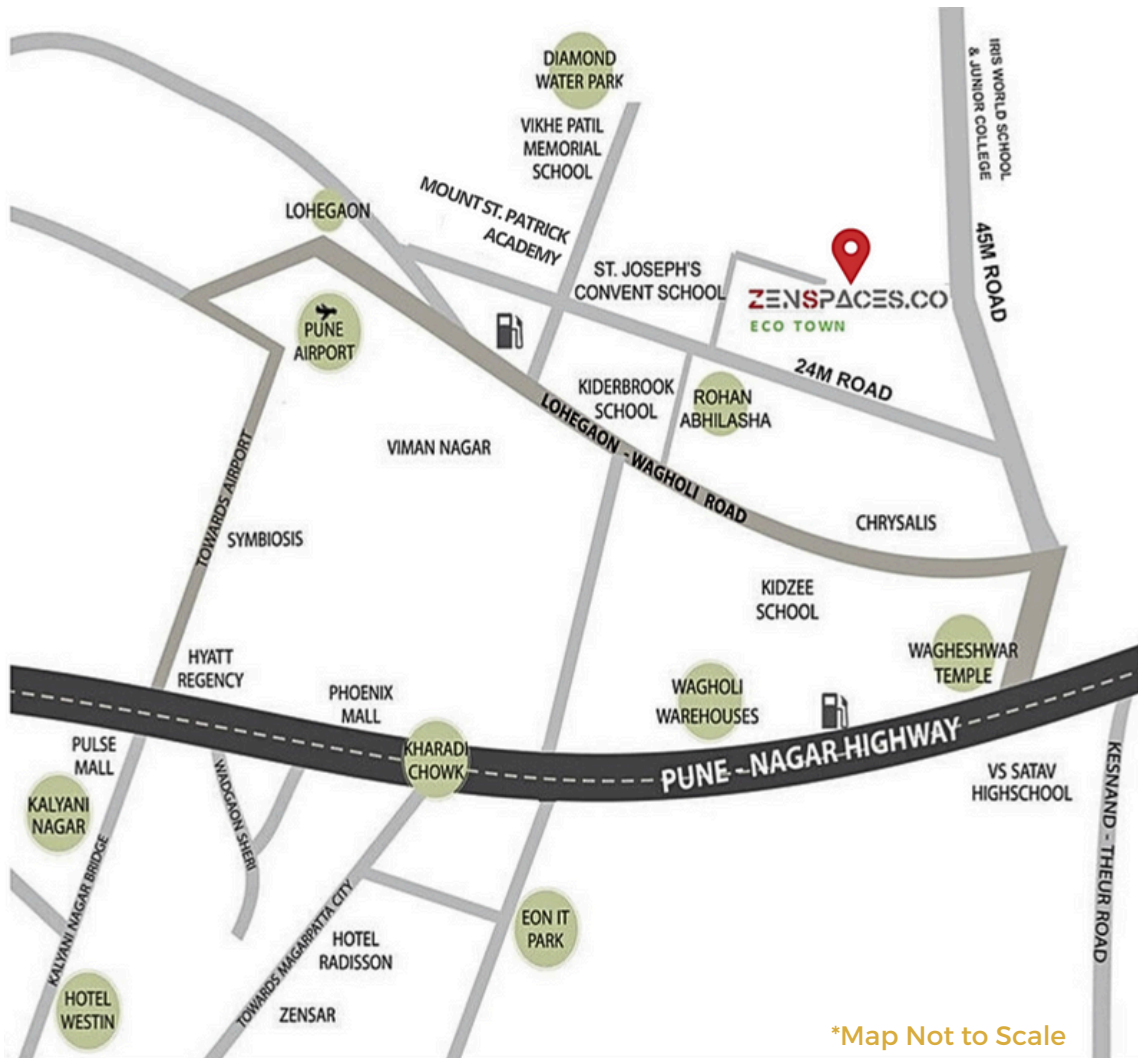 DIAMOND
WATER PARK
VIKHE PATIL
MEMORIAL
SCHOOL
IRIS WORLD SCHOOL
& JUNIOR COLLEGE
MOUNT ST. PATRICK
ACADEMY
LOHEGAON
45M ROAD
ST. JOSEPH'S
CONVENT SCHOOL
ZENSPACES.CO
ECO TOWN
PUNE
AIRPORT
24M ROAD
KIDERBROOK
SCHOOL
ROHAN
ABHILASHA
LOHEGAON - WAGHOLI ROAD
VIMAN NAGAR
TOWARDS AIRPORT
SYMBIOSIS
CHRYSALIS
KIDZEE
SCHOOL
WAGHESHWAR
TEMPLE
HYATT
REGENCY
PHOENIX
MALL
WAGHOLI
WAREHOUSES
PULSE
MALL
KHARADI
CHOWK
PUNE - NAGAR HIGHWAY
VS SATAV
HIGHSCHOOL
KESNAND - THEUR ROAD
KALYANI
NAGAR
WADGAON SHERI
KALYANI NAGAR BRIDGE
TOWARDS MAGARPATTA CITY
EON IT
PARK
HOTEL
RADISSON
HOTEL
WESTIN
ZENSAR
*Map Not to Scale